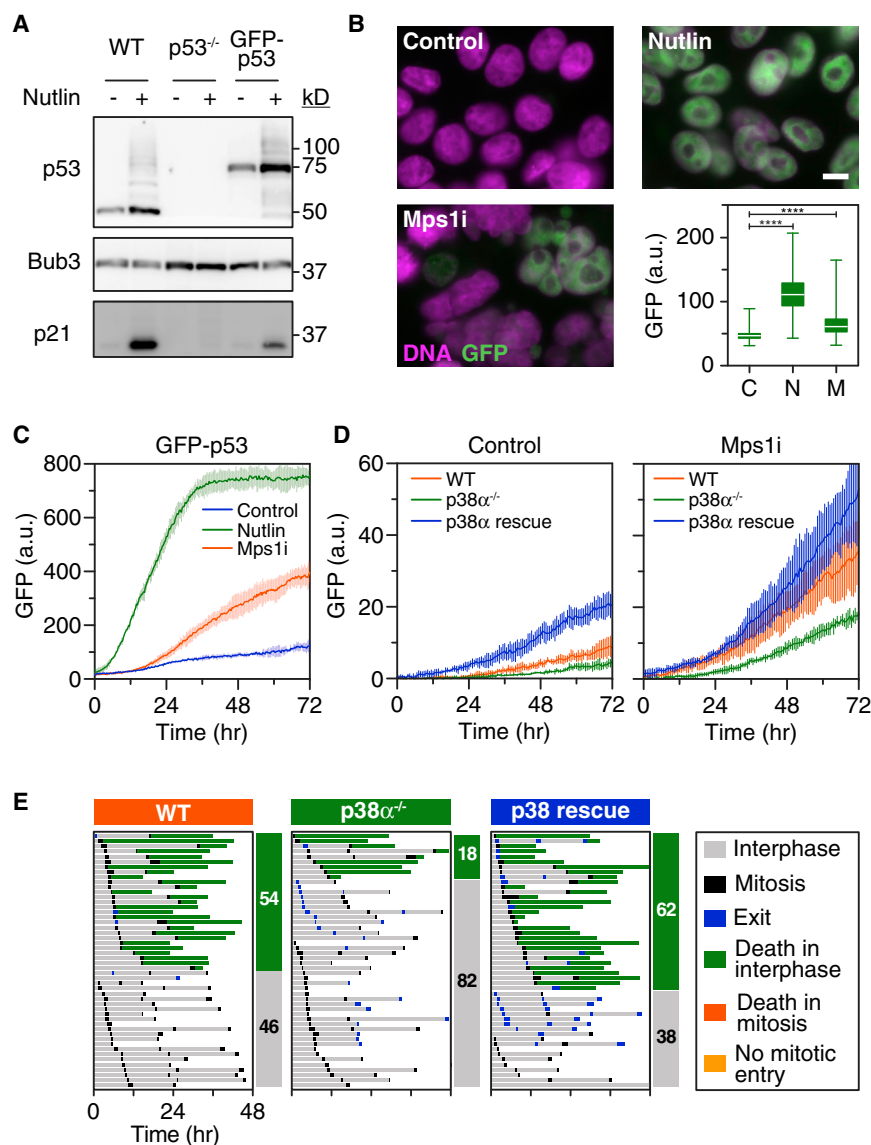 A
WT p53-/- GFP-p53
Nutlin - + - + - + kD
p53
100
75
50
Bub3
37
p21
37
B
Control
Nutlin
Mps1i
DNA GFP
GFP (a.u.)
200
100
0
****
****
C N M
C
GFP-p53
GFP (a.u.)
800
600
400
200
0
Control
Nutlin
Mps1i
0 24 48 72
Time (hr)
D
Control
GFP (a.u.)
60
40
20
0
WT
p38α-/-
p38α rescue
0 24 48 72
Time (hr)
Mps1i
WT
p38α-/-
p38α rescue
0 24 48 72
Time (hr)
E
WT
54
46
0 24 48
Time (hr)
p38α-/-
18
82
p38 rescue
62
38
Interphase
Mitosis
Exit
Death in
interphase
Death in
mitosis
No mitotic
entry